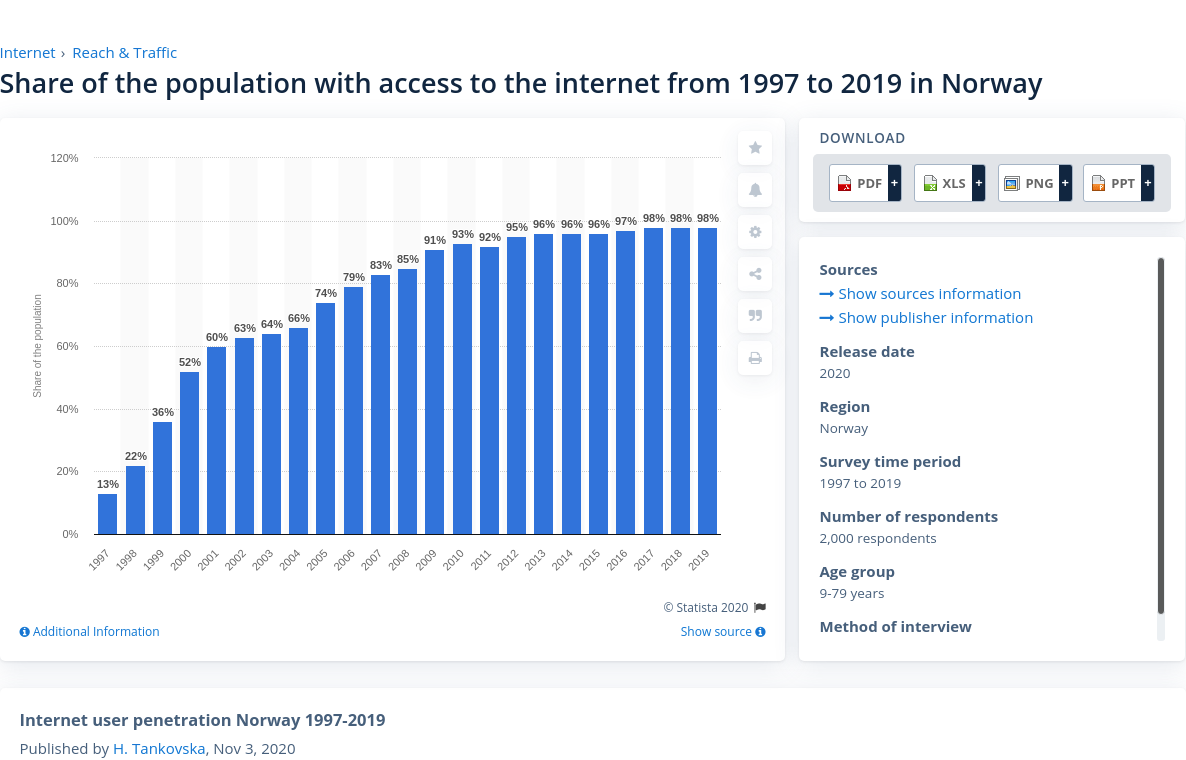 Internet › Reach & Traffic
Share of the population with access to the internet from 1997 to 2019 in Norway
Share of the population
120%
100%
80%
60%
40%
20%
0%
13% 22% 36% 52% 60% 63% 64% 66% 74% 79% 83% 85% 91% 93% 92% 95% 96% 96% 96% 97% 98% 98% 98%
1997 1998 1999 2000 2001 2002 2003 2004 2005 2006 2007 2008 2009 2010 2011 2012 2013 2014 2015 2016 2017 2018 2019
© Statista 2020
Additional Information
Show source
DOWNLOAD
PDF + XLS + PNG + PPT +
Sources
Show sources information
Show publisher information
Release date
2020
Region
Norway
Survey time period
1997 to 2019
Number of respondents
2,000 respondents
Age group
9-79 years
Method of interview
Internet user penetration Norway 1997-2019
Published by H. Tankovska, Nov 3, 2020